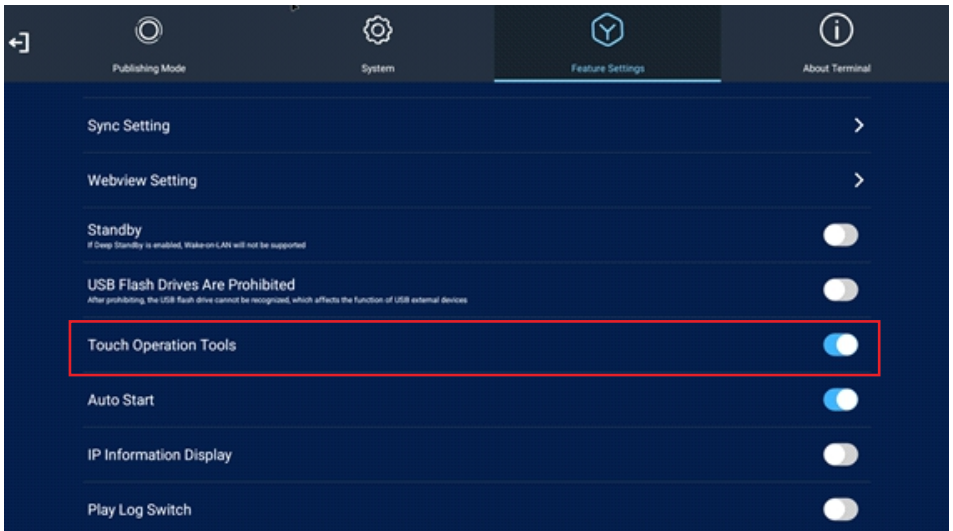 Publishing Mode
System
Feature Settings
About Terminal
Sync Setting
Webview Setting
Standby
If Deep Standby is enabled, Wake-on-LAN will not be supported
USB Flash Drives Are Prohibited
After prohibiting, the USB flash drive cannot be recognized, which affects the function of USB external devices
Touch Operation Tools
Auto Start
IP Information Display
Play Log Switch